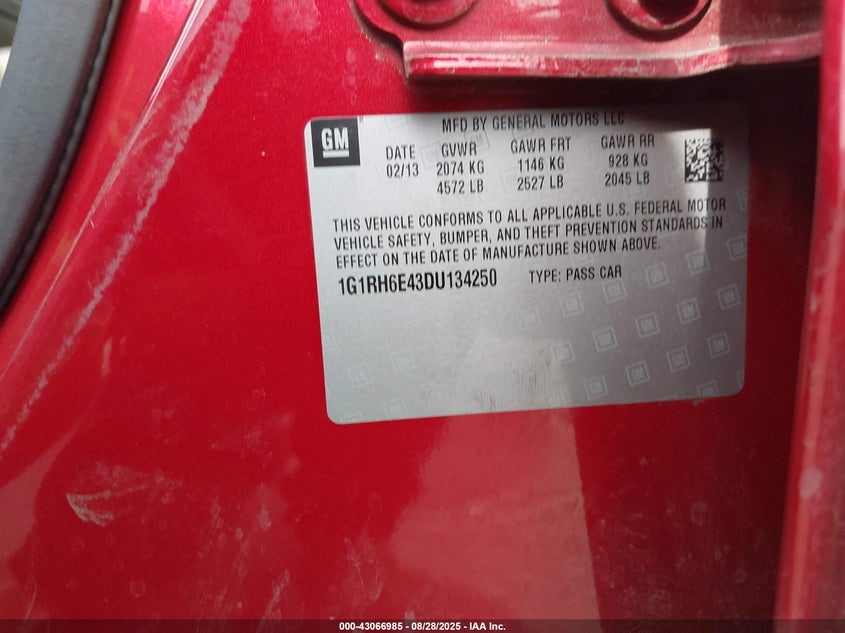 GM
MFD BY GENERAL MOTORS LLC
DATE GVWR GAWR FRT GAWR RR
02/13 2074 KG 1146 KG 928 KG
4572 LB 2527 LB 2045 LB
THIS VEHICLE CONFORMS TO ALL APPLICABLE U.S. FEDERAL MOTOR
VEHICLE SAFETY, BUMPER, AND THEFT PREVENTION STANDARDS IN
EFFECT ON THE DATE OF MANUFACTURE SHOWN ABOVE.
1G1RH6E43DU134250 TYPE: PASS CAR
000-43066985 - 08/28/2025 - IAA Inc.